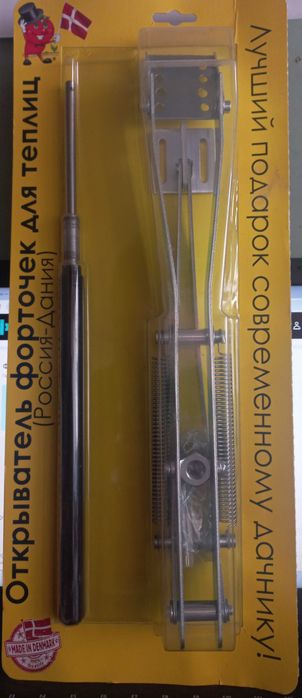 Открыватель форточек для теплиц
(Россия-Дания)
Лучший подарок современному дачнику!
MADE IN DENMARK